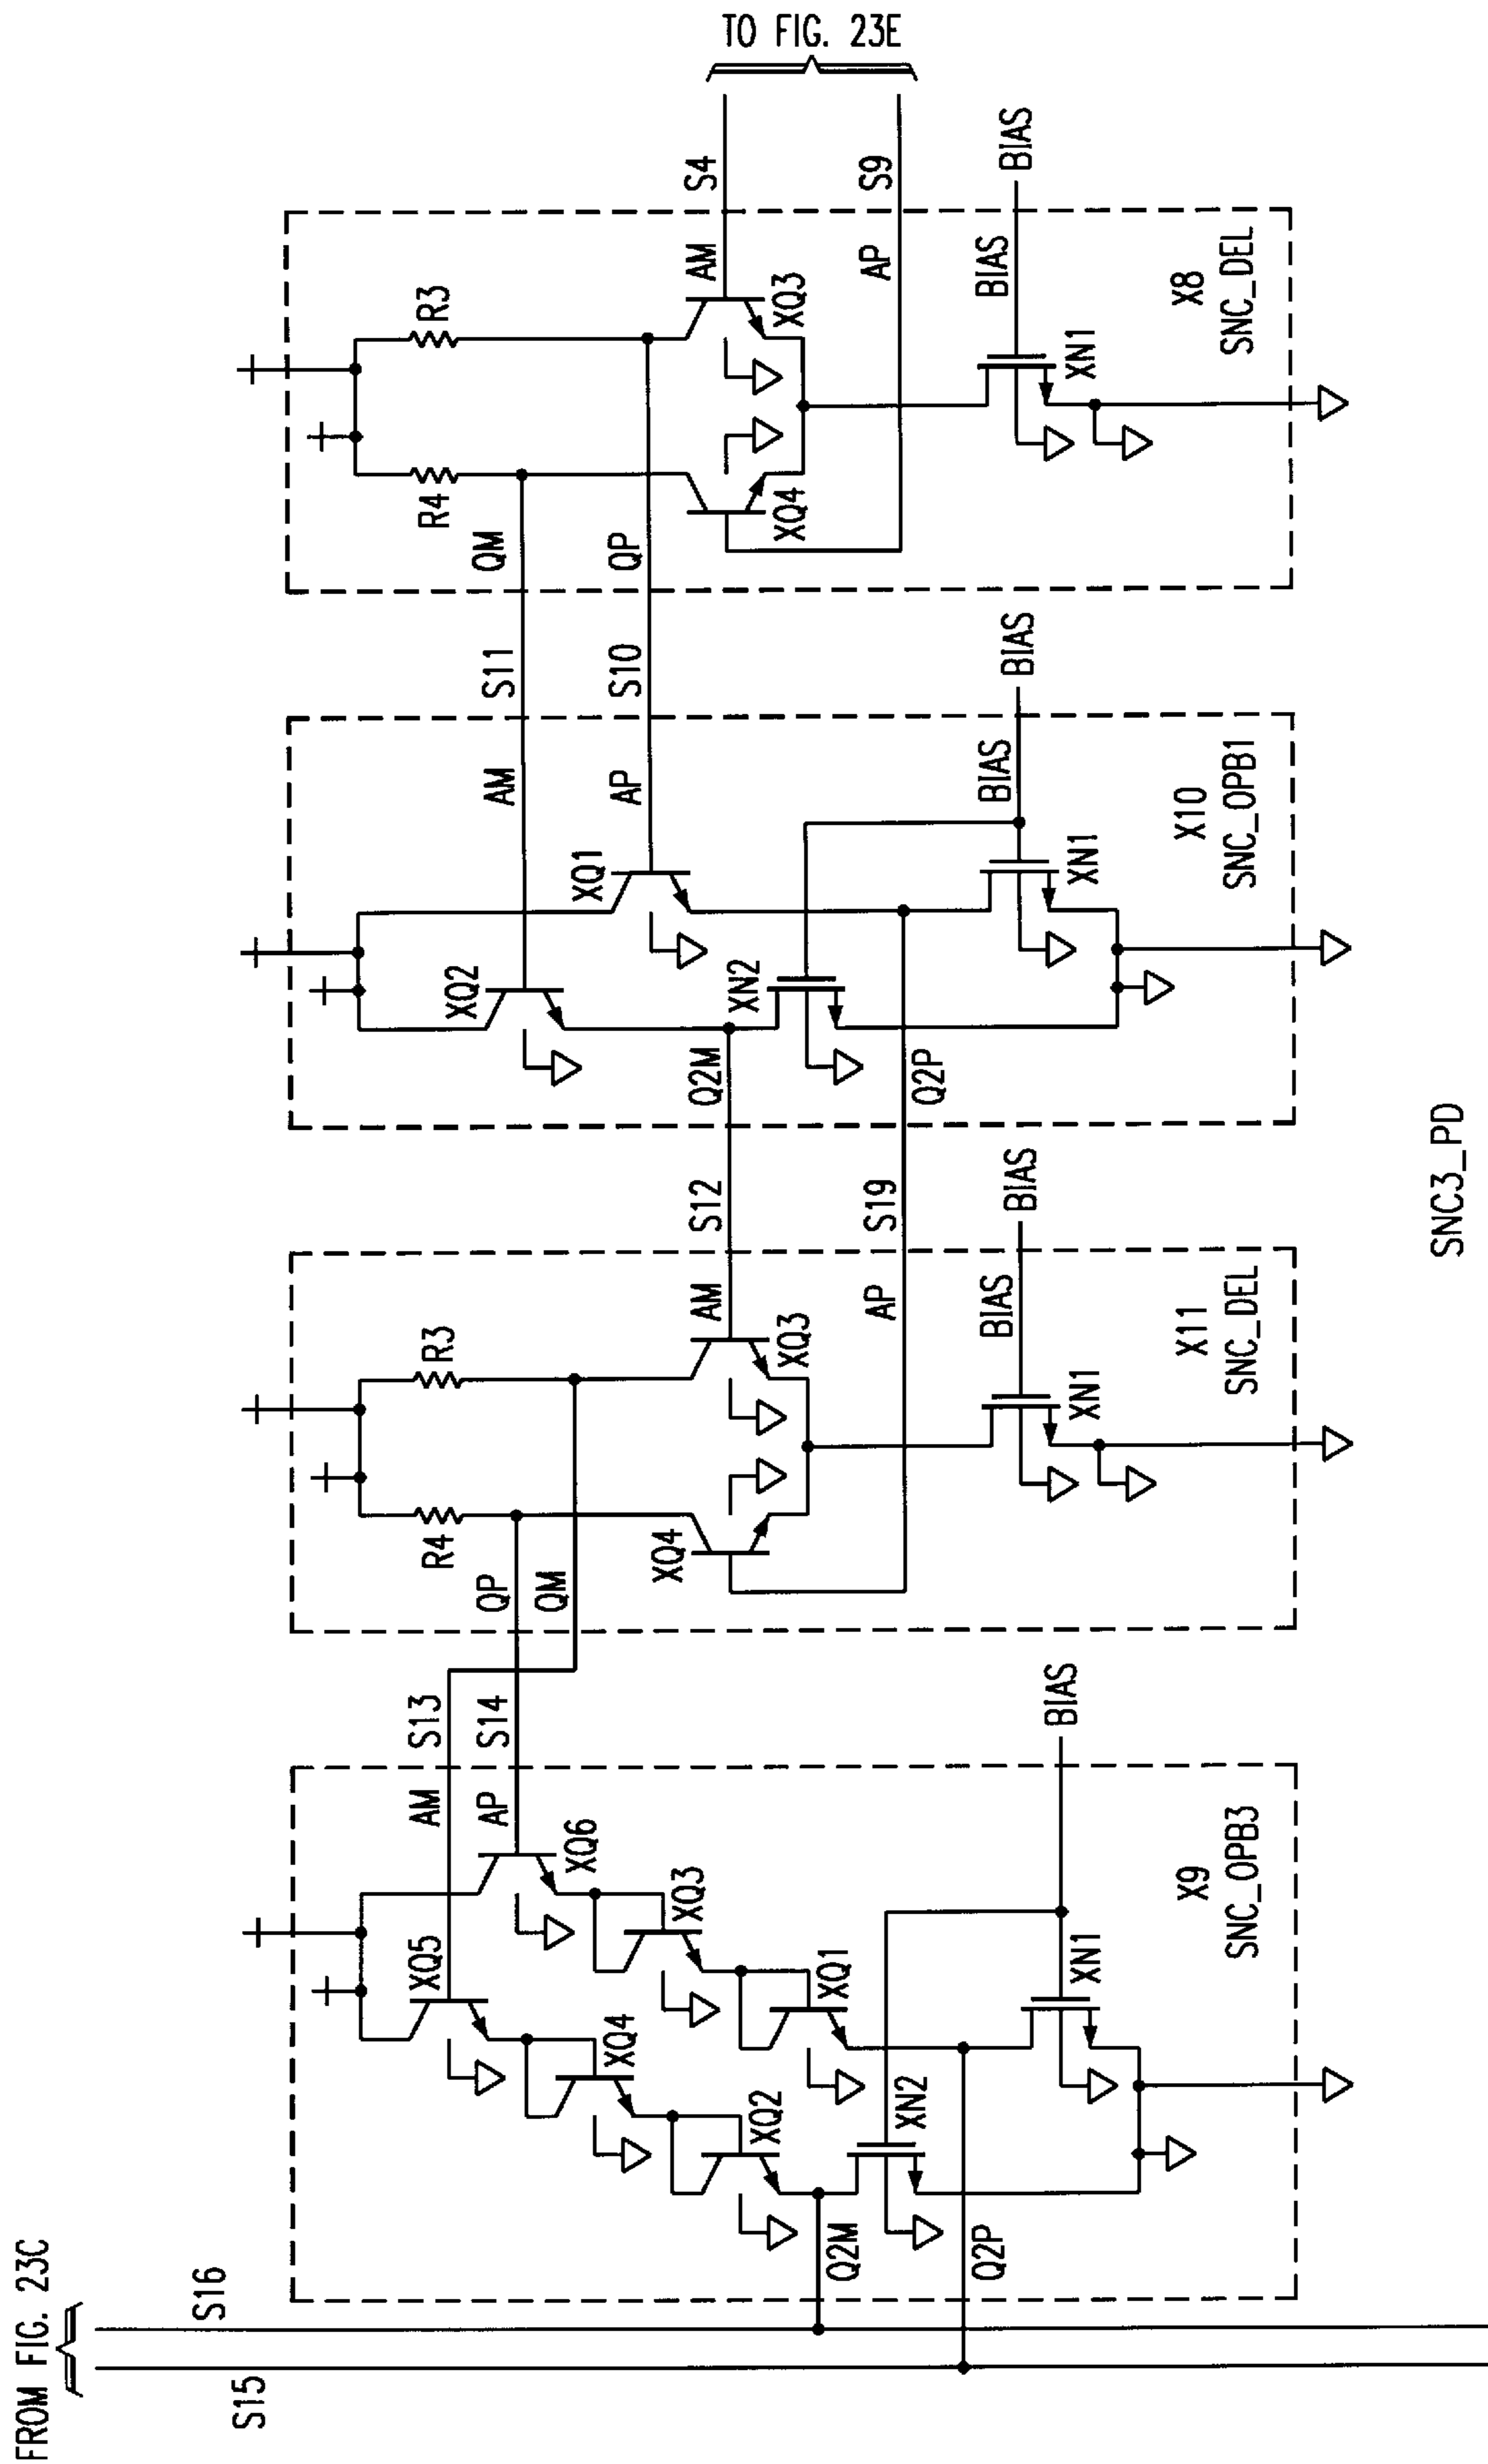 TO FIG. 23E
S4
S9
BIAS
R3
R4
AM
AP
XQ3
XQ4
QM
QP
BIAS
XN1
X8
SNC_DEL
S11
S10
BIAS
AM
AP
XQ1
XQ2
XN2
Q2M
Q2P
BIAS
XN1
X10
SNC_OPB1
S12
S19
BIAS
R3
R4
AM
AP
XQ3
XQ4
QP
QM
BIAS
XN1
X11
SNC_DEL
S13
S14
BIAS
AM
AP
XQ6
XQ5
XQ3
XQ4
XQ1
XQ2
XN2
XN1
Q2M
Q2P
X9
SNC_OPB3
S16
S15
FROM FIG. 23C
SNC3_PD